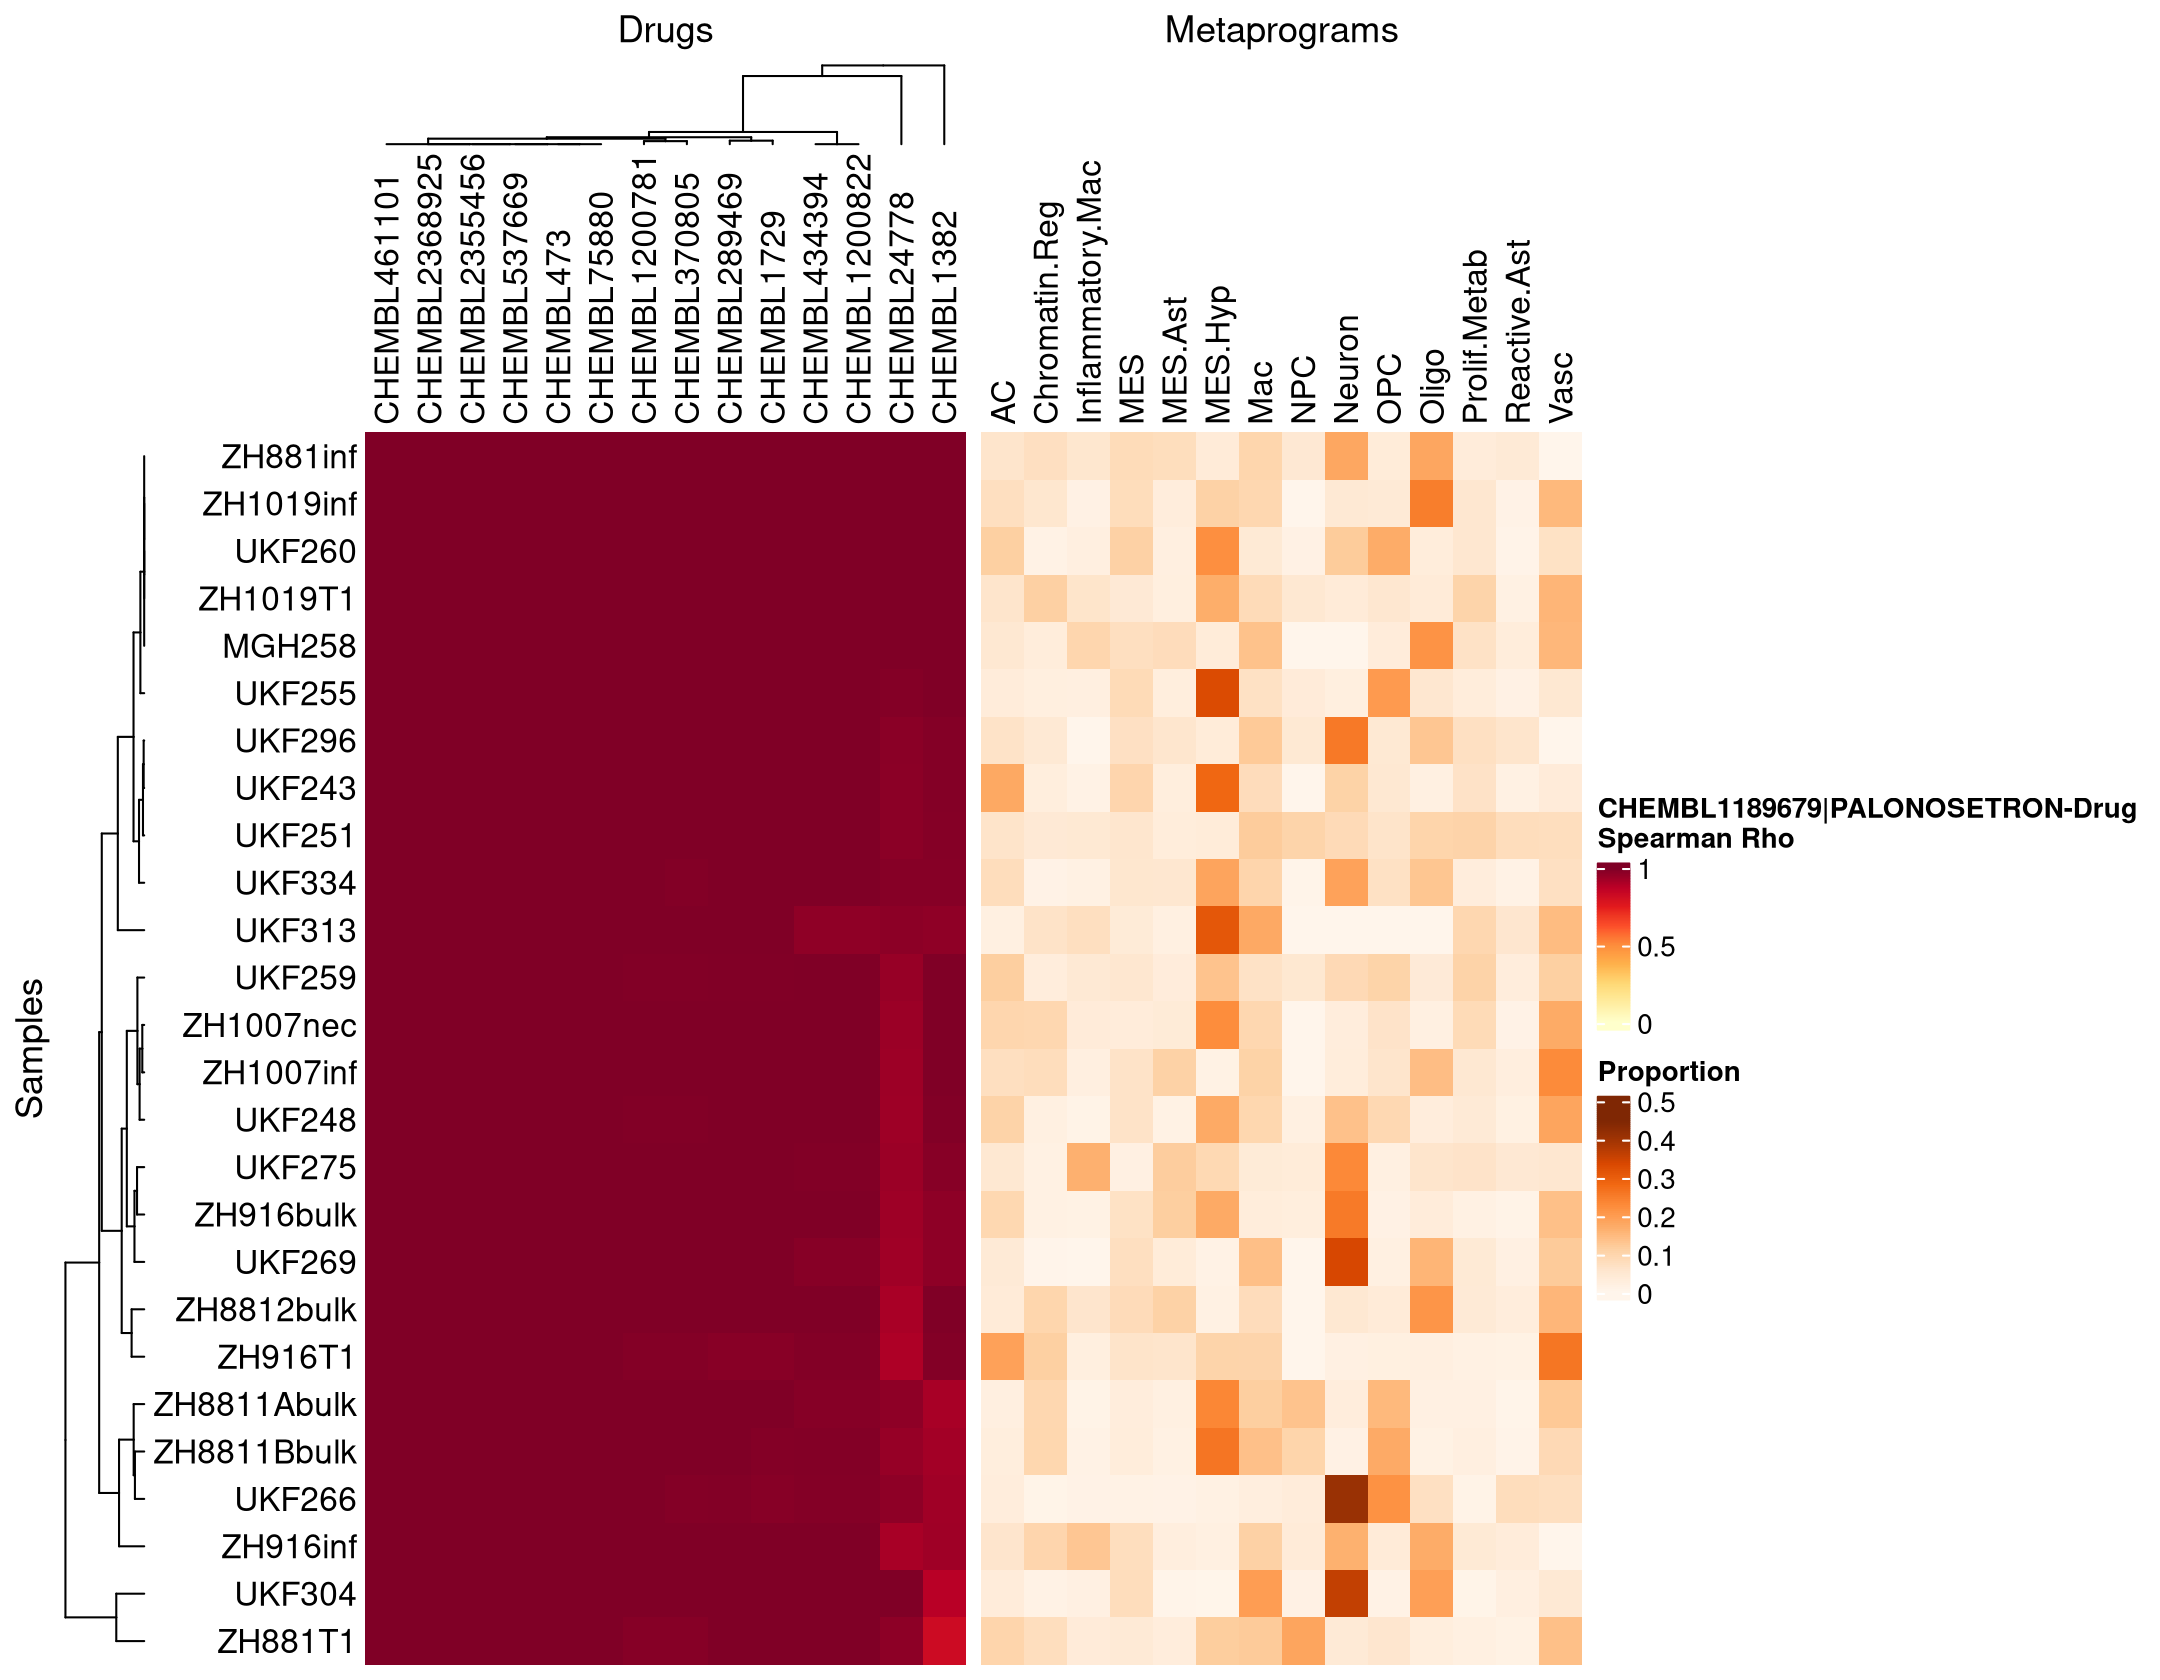 Drugs
Metaprograms
CHEMBL461101
CHEMBL2368925
CHEMBL2355456
CHEMBL537669
CHEMBL473
CHEMBL75880
CHEMBL1200781
CHEMBL370805
CHEMBL289469
CHEMBL17729
CHEMBL434394
CHEMBL1200822
CHEMBL24778
CHEMBL1382
AC
Chromatin.Reg
Inflammatory.Mac
MES
MES.Ast
MES.Hyp
Mac
NPC
Neuron
OPC
Oligo
Prolif.Metab
Reactive.Ast
Vasc
Samples
ZH881inf
ZH1019inf
UKF260
ZH1019T1
MGH258
UKF255
UKF296
UKF243
UKF251
UKF334
UKF313
UKF259
ZH1007nec
ZH1007inf
UKF248
UKF275
ZH916bulk
UKF269
ZH8812bulk
ZH916T1
ZH8811Abulk
ZH8811Bbulk
UKF266
ZH916inf
UKF304
ZH881T1
CHEMBL1189679|PALONOSETRON-Drug
Spearman Rho
1
0.5
0
Proportion
0.5
0.4
0.3
0.2
0.1
0